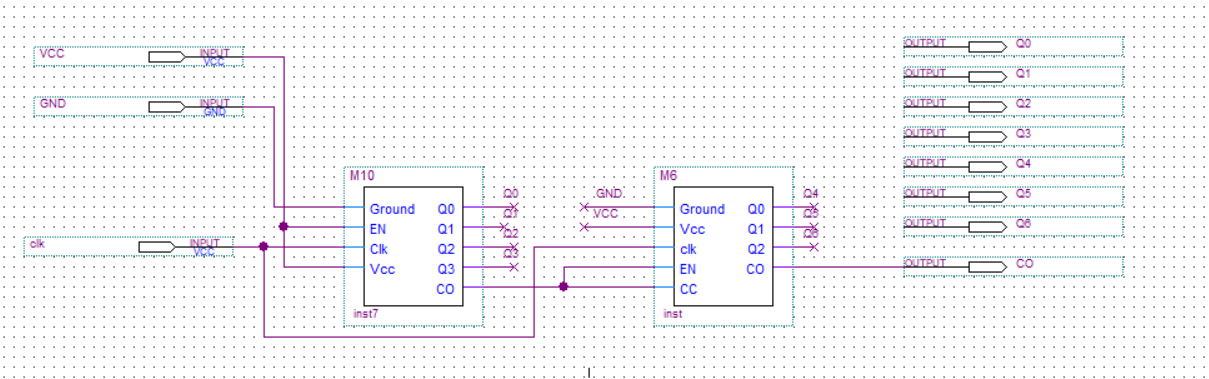 VCC INPUT VCC
GND INPUT GND
clk INPUT VCC
M10
Ground Q0 Q0
EN Q1 Q1
Clk Q2 Q2
Vcc Q3 Q3
CO
inst7
M6
GND. Ground Q0 Q4
VCC Vcc Q1 Q5
clk Q2 Q6
EN CO
CC
inst
OUTPUT Q0
OUTPUT Q1
OUTPUT Q2
OUTPUT Q3
OUTPUT Q4
OUTPUT Q5
OUTPUT Q6
OUTPUT CO